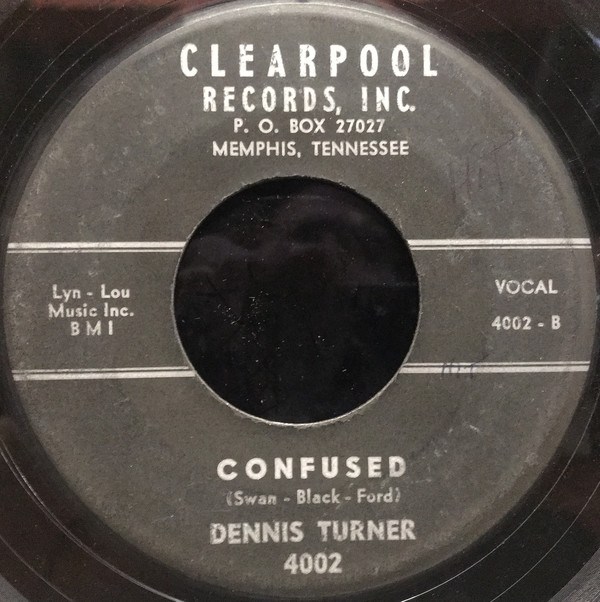 CLEARPOOL
RECORDS, INC.
P. O. BOX 27027
MEMPHIS, TENNESSEE
Lyn - Lou
Music Inc.
B M I
VOCAL
4002 - B
CONFUSED
(Swan - Black - Ford)
DENNIS TURNER
4002